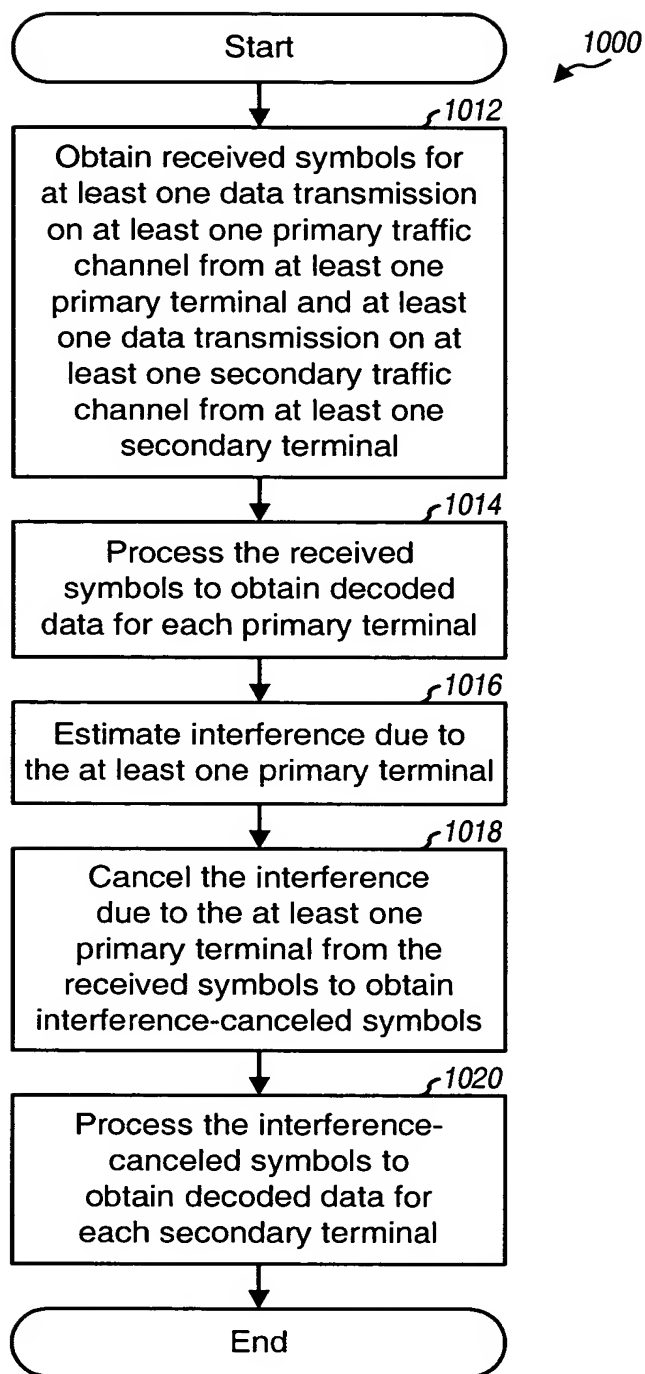 Start
1000
1012
Obtain received symbols for
at least one data transmission
on at least one primary traffic
channel from at least one
primary terminal and at least
one data transmission on at
least one secondary traffic
channel from at least one
secondary terminal
1014
Process the received
symbols to obtain decoded
data for each primary terminal
1016
Estimate interference due to
the at least one primary terminal
1018
Cancel the interference
due to the at least one
primary terminal from the
received symbols to obtain
interference-canceled symbols
1020
Process the interference-
canceled symbols to
obtain decoded data for
each secondary terminal
End